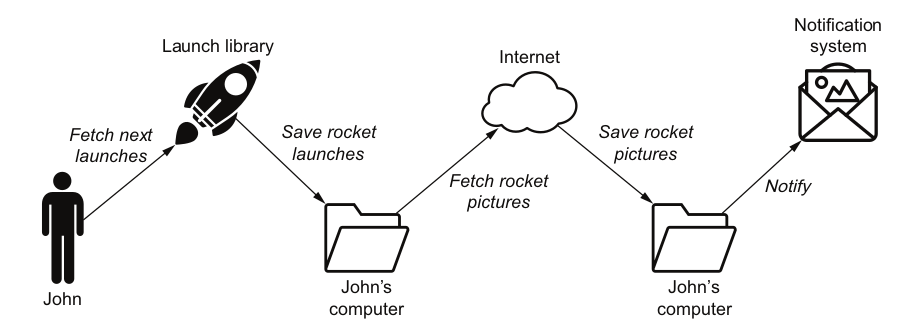 Launch library
Fetch next
launches
John
Save rocket
launches
John's
computer
Fetch rocket
pictures
Internet
Save rocket
pictures
John's
computer
Notify
Notification
system